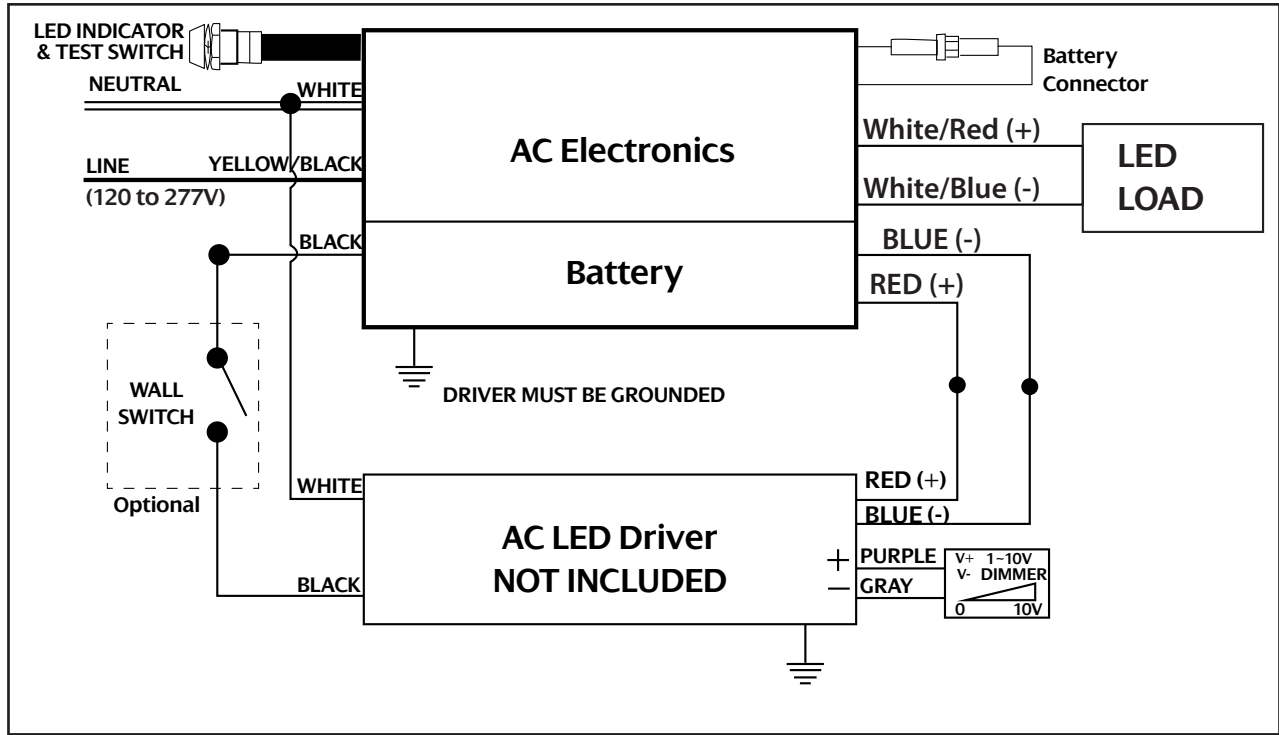 LED INDICATOR
& TEST SWITCH
NEUTRAL
WHITE
LINE
YELLOW/BLACK
(120 to 277V)
BLACK
AC Electronics
Battery
Battery
Connector
White/Red (+)
White/Blue (-)
LED
LOAD
BLUE (-)
RED (+)
WALL
SWITCH
Optional
DRIVER MUST BE GROUNDED
WHITE
BLACK
AC LED Driver
NOT INCLUDED
RED (+)
BLUE (-)
+ PURPLE
− GRAY
V+ 1~10V
V- DIMMER
0 10V